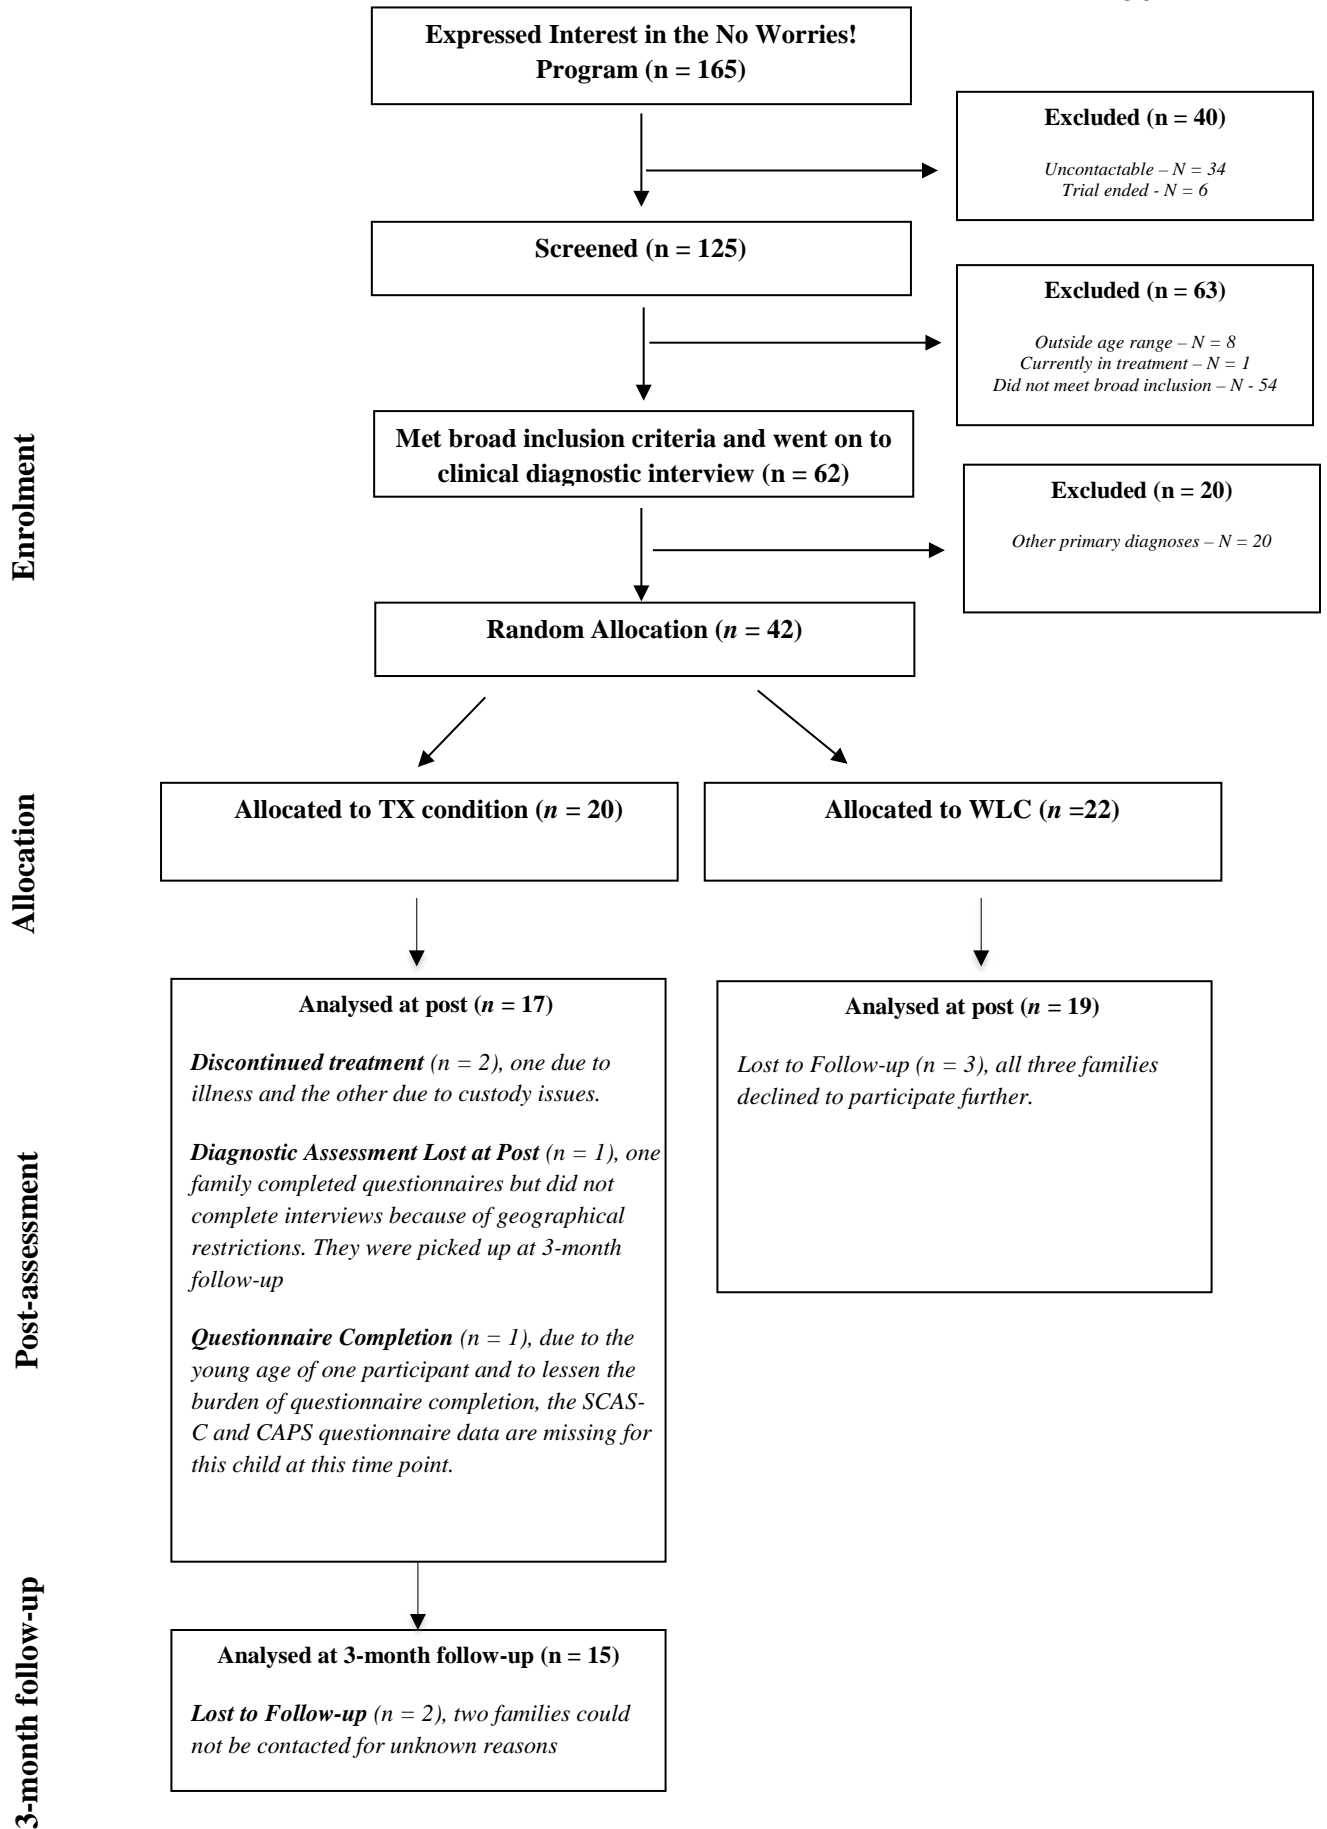 Expressed Interest in the No Worries!
Program (n = 165)
Excluded (n = 40)
Uncontactable – N = 34
Trial ended - N = 6
Screened (n = 125)
Excluded (n = 63)
Outside age range – N = 8
Currently in treatment – N = 1
Did not meet broad inclusion – N - 54
Enrolment
Met broad inclusion criteria and went on to
clinical diagnostic interview (n = 62)
Excluded (n = 20)
Other primary diagnoses – N = 20
Random Allocation (n = 42)
Allocation
Allocated to TX condition (n = 20)
Allocated to WLC (n =22)
Post-assessment
Analysed at post (n = 17)
Discontinued treatment (n = 2), one due to
illness and the other due to custody issues.
Diagnostic Assessment Lost at Post (n = 1), one
family completed questionnaires but did not
complete interviews because of geographical
restrictions. They were picked up at 3-month
follow-up
Questionnaire Completion (n = 1), due to the
young age of one participant and to lessen the
burden of questionnaire completion, the SCAS-
C and CAPS questionnaire data are missing for
this child at this time point.
Analysed at post (n = 19)
Lost to Follow-up (n = 3), all three families
declined to participate further.
3-month follow-up
Analysed at 3-month follow-up (n = 15)
Lost to Follow-up (n = 2), two families could
not be contacted for unknown reasons